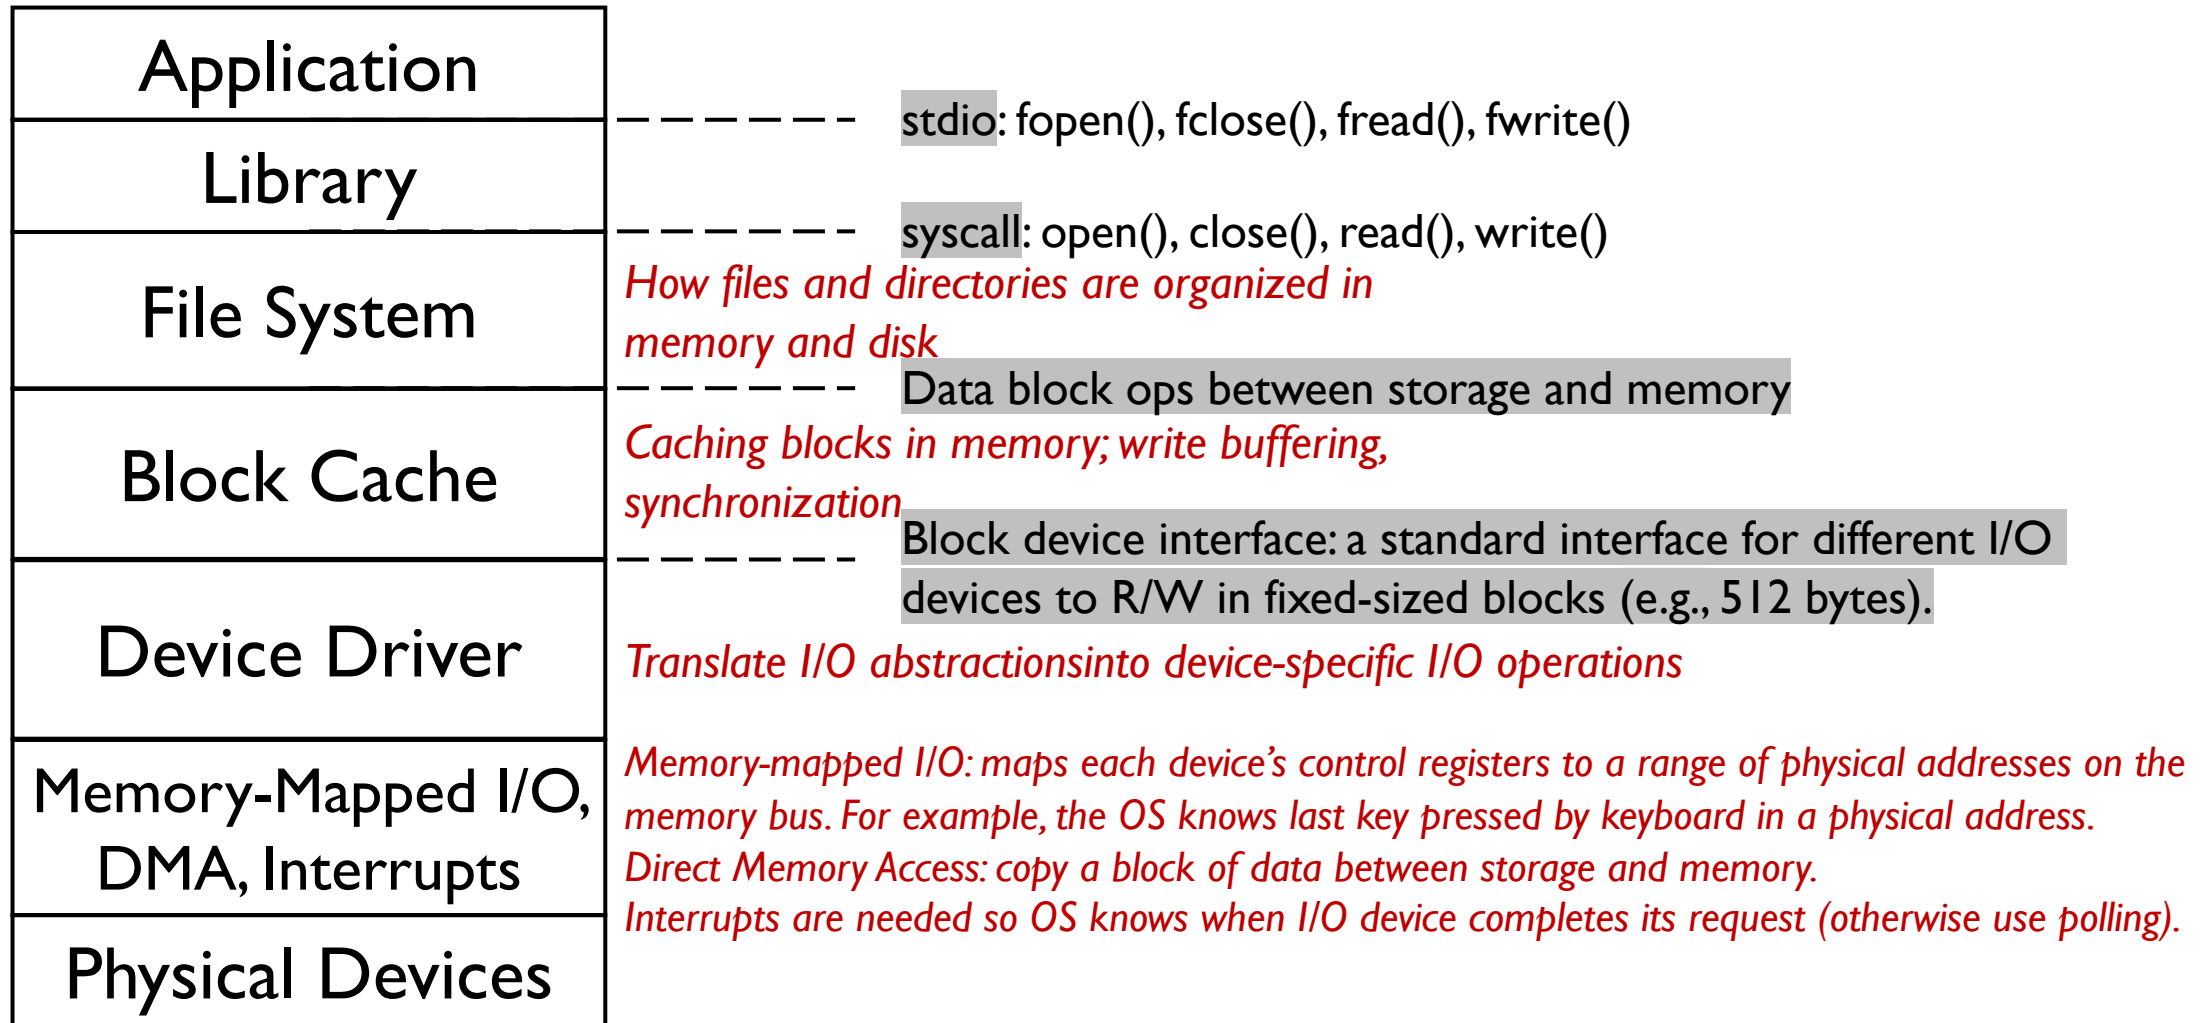 Application
stdio: fopen(), fclose(), fread(), fwrite()
Library
syscall: open(), close(), read(), write()
File System
How files and directories are organized in
memory and disk
Data block ops between storage and memory
Block Cache
Caching blocks in memory; write buffering,
synchronization
Block device interface: a standard interface for different I/O
devices to R/W in fixed-sized blocks (e.g., 512 bytes).
Device Driver
Translate I/O abstractionsinto device-specific I/O operations
Memory-Mapped I/O,
DMA, Interrupts
Memory-mapped I/O: maps each device’s control registers to a range of physical addresses on the
memory bus. For example, the OS knows last key pressed by keyboard in a physical address.
Direct Memory Access: copy a block of data between storage and memory.
Interrupts are needed so OS knows when I/O device completes its request (otherwise use polling).
Physical Devices